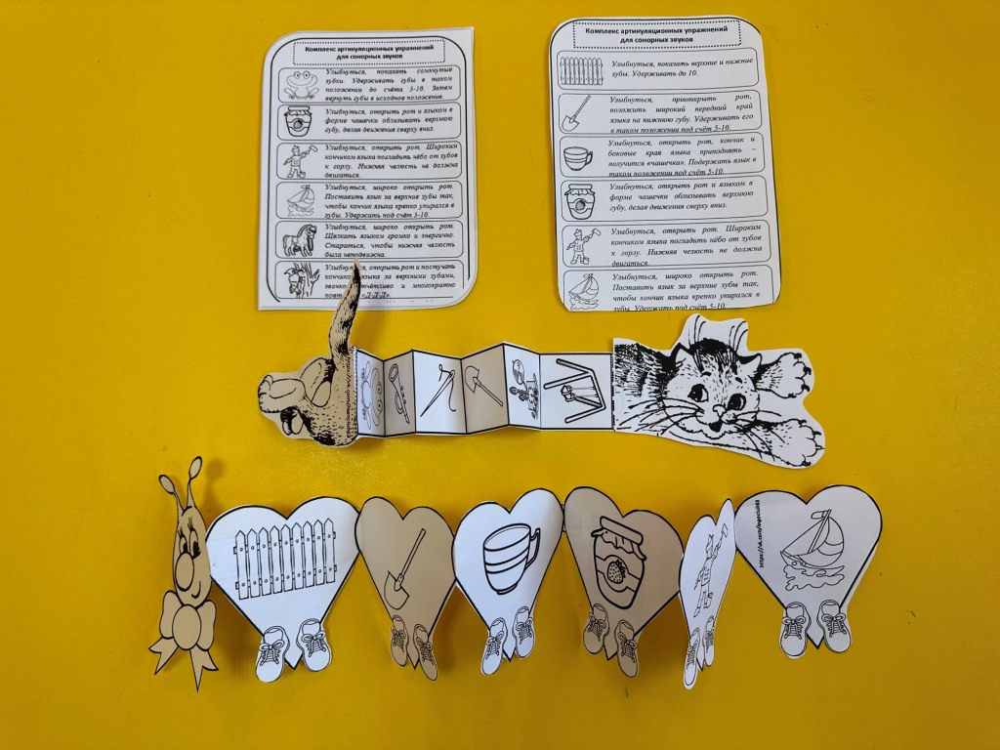 Комплекс артикуляционных упражнений
для сонорных звуков
Улыбнуться, показать сомкнутые
зубки. Удерживать губы в таком
положении до счёта 5-10. Затем
вернуть губы в исходное положение.
Улыбнуться, открыть рот и языком в
форме чашечки облизывать верхнюю
губу, делая движения сверху вниз.
Улыбнуться, открыть рот. Широким
кончиком языка погладить нёбо от зубов
к горлу. Нижняя челюсть не должна
двигаться.
Улыбнуться, широко открыть рот.
Поставить язык за верхние зубы так,
чтобы кончик языка крепко упирался в
зубы. Удержать под счёт 5-10.
Улыбнуться, широко открыть рот.
Щелкать языком громко и энергично.
Стараться, чтобы нижняя челюсть
была неподвижна.
открыть рот и постучать
языка за верхними зубами,
и многократно
«Д-Д-Д»
Комплекс артикуляционных упражнений
для сонорных звуков
Улыбнуться, показать верхние и нижние
зубы. Удерживать до 10.
Улыбнуться, приоткрыть рот,
положить широкий передний край
языка на нижнюю губу. Удерживать его
в таком положении под счёт 5-10.
Улыбнуться, открыть рот, кончик и
боковые края языка приподнять –
получится «чашечка». Подержать язык в
таком положении под счет 5-10.
Улыбнуться, открыть рот и языком в
форме чашечки облизывать верхнюю
губу, делая движения сверху вниз.
Улыбнуться, открыть рот. Широким
кончиком языка погладить нёбо от зубов
к горлу. Нижняя челюсть не должна
двигаться.
Улыбнуться, широко открыть рот.
Поставить язык за верхние зубы так,
чтобы кончик языка крепко упирался в
зубы. Удержать под счёт 5-10.